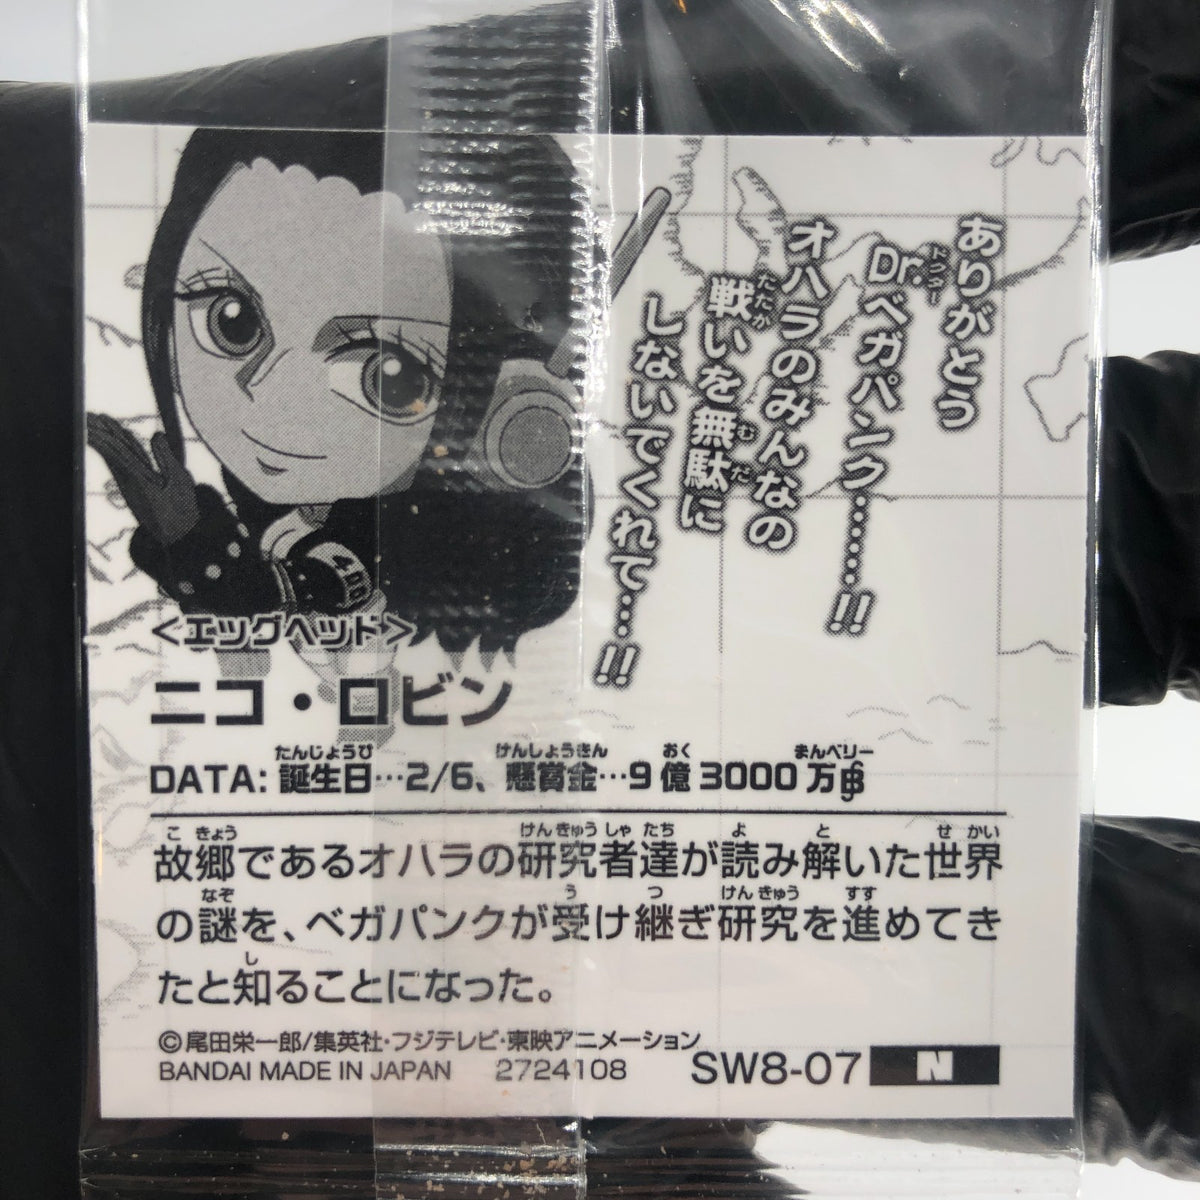 ありがとう
Dr.ベガパンク……!!
オハラのみんなの
戦いを無駄に
しないでくれて…!!
<エッグヘッド>
ニコ・ロビン
DATA: 誕生日…2/6、懸賞金…9億3000万
故郷であるオハラの研究者達が読み解いた世界
の謎を、ベガパンクが受け継ぎ研究を進めてき
たと知ることになった。
©尾田栄一郎/集英社・フジテレビ・東映アニメーション
BANDAI MADE IN JAPAN 2724108
SW8-07 N